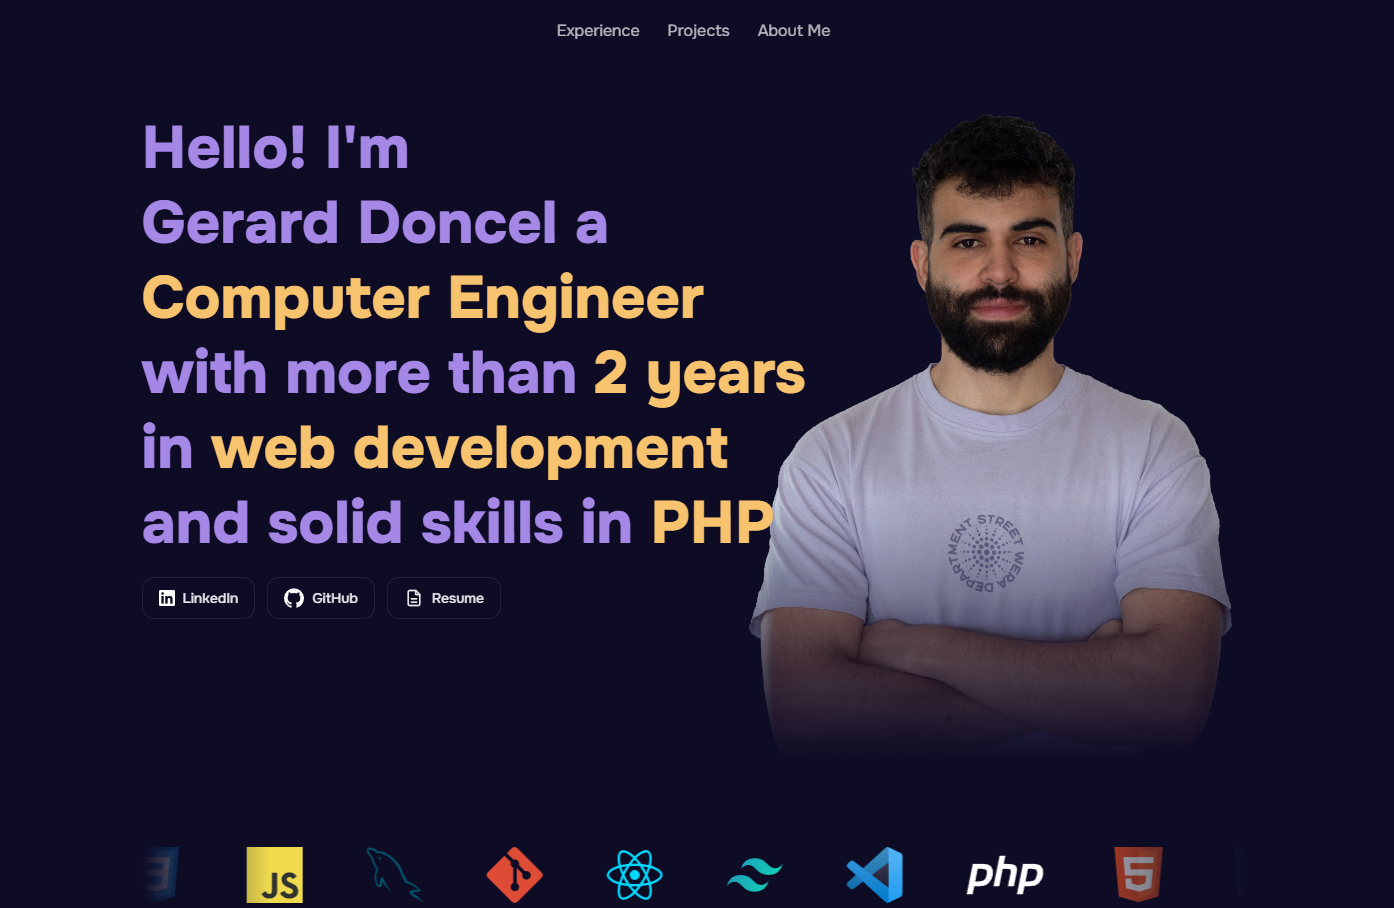 Experience Projects About Me
Hello! I'm
Gerard Doncel a
Computer Engineer
with more than 2 years
in web development
and solid skills in PHP
LinkedIn GitHub Resume
DEPARTMENT STREET WERA
JS
php